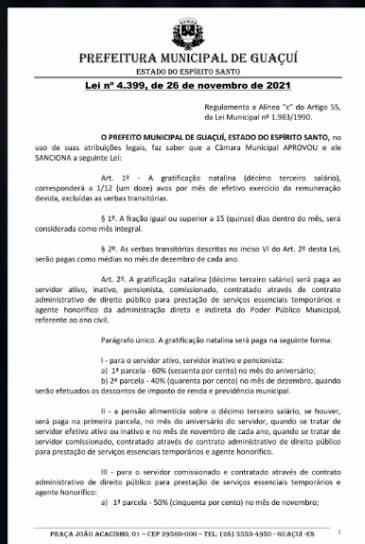 PREFEITURA MUNICIPAL DE GUAÇUÍ
ESTADO DO ESPÍRITO SANTO
Lei nº 4.399, de 26 de novembro de 2021
Regulamenta a Alínea "c" do Artigo 55,
da Lei Municipal nº 1.983/1990.
O PREFEITO MUNICIPAL DE GUAÇUÍ, ESTADO DO ESPÍRITO SANTO, no
uso de suas atribuições legais, faz saber que a Câmara Municipal APROVOU e ele
SANCIONA a seguinte Lei:
Art. 1º - A gratificação natalina (décimo terceiro salário),
corresponderá a 1/12 (um doze) avos por mês de efetivo exercício da remuneração
devida, excluídas as verbas transitórias.
§ 1º. A fração igual ou superior a 15 (quinze) dias dentro do mês, será
considerada como mês integral.
§ 2º. As verbas transitórias descritas no inciso VI do Art. 2º desta Lei,
serão pagas como médias no mês de dezembro de cada ano.
Art. 2º. A gratificação natalina (décimo terceiro salário) será paga ao
servidor ativo, inativo, pensionista, comissionado, contratado através de contrato
administrativo de direito público para prestação de serviços essenciais temporários e
agente honorífico da administração direta e indireta do Poder Público Municipal,
referente ao ano civil.
Parágrafo único. A gratificação natalina será paga na seguinte forma:
I - para o servidor ativo, servidor inativo e pensionista:
a) 1ª parcela - 60% (sessenta por cento) no mês do aniversário;
b) 2ª parcela - 40% (quarenta por cento) no mês de dezembro, quando
serão efetuados os descontos de imposto de renda e previdência municipal.
II - a pensão alimentícia sobre o décimo terceiro salário, se houver,
será paga na primeira parcela, no mês do aniversário do servidor, quando se tratar de
servidor efetivo ativo ou inativo e no mês de novembro de cada ano, quando se tratar de
servidor comissionado, contratado através de contrato administrativo de direito público
para prestação de serviços essenciais temporários e agente honorífico.
III - para o servidor comissionado e contratado através de contrato
administrativo de direito público para prestação de serviços essenciais temporários e
agente honorífico:
a) 1ª parcela - 50% (cinquenta por cento) no mês de novembro;
PRAÇA JOÃO ACACINHO, 01 – CEP 29560-000 – TEL: (28) 3553-4950 - GUAÇUÍ-ES
1